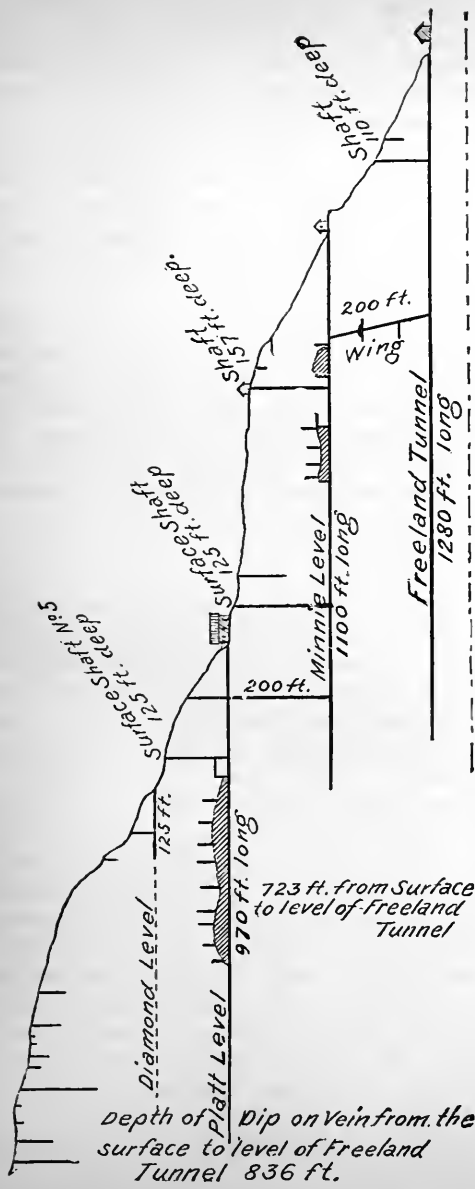 Shaft
110 ft. deep
Shaft
157 ft. deep.
200 ft.
Wing
Freeland Tunnel
1280 ft. long
Surface Shaft
125 ft. deep
Minnie Level
1100 ft. long
Surface Shaft Nº5
125 ft. deep
200 ft.
125 ft.
Diamond Level
970 ft. long
Platt Level
723 ft. from Surface
to level of Freeland
Tunnel
Depth of Dip on Vein from the
surface to level of Freeland
Tunnel 836 ft.